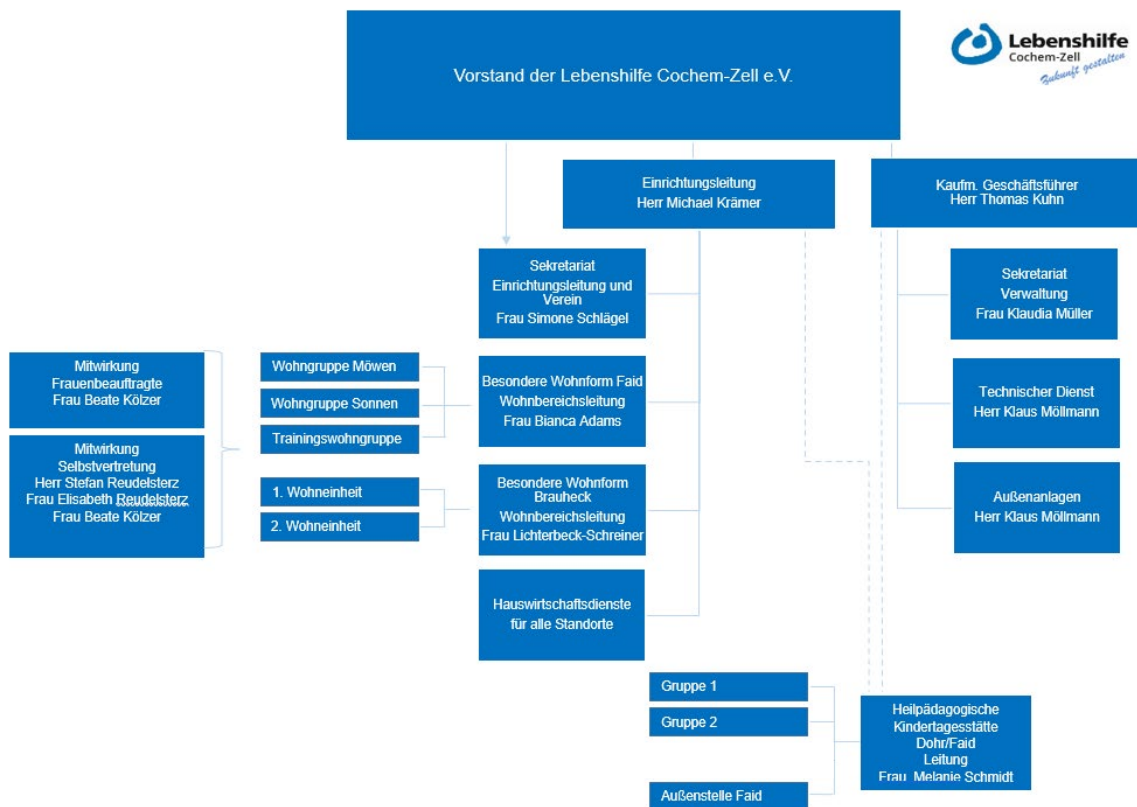 Lebenshilfe
Cochem-Zell
Zukunft gestalten
Vorstand der Lebenshilfe Cochem-Zell e.V.
Einrichtungsleitung
Herr Michael Krämer
Kaufm. Geschäftsführer
Herr Thomas Kuhn
Sekretariat
Einrichtungsleitung und
Verein
Frau Simone Schlägel
Sekretariat
Verwaltung
Frau Klaudia Müller
Mitwirkung
Frauenbeauftragte
Frau Beate Kölzer
Wohngruppe Möwen
Wohngruppe Sonnen
Trainingswohngruppe
Besondere Wohnform Faid
Wohnbereichsleitung
Frau Bianca Adams
Technischer Dienst
Herr Klaus Möllmann
Mitwirkung
Selbstvertretung
Herr Stefan Reudelsterz
Frau Elisabeth Reudelsterz
Frau Beate Kölzer
1. Wohneinheit
2. Wohneinheit
Besondere Wohnform
Brauheck
Wohnbereichsleitung
Frau Lichterbeck-Schreiner
Außenanlagen
Herr Klaus Möllmann
Hauswirtschaftsdienste
für alle Standorte
Gruppe 1
Gruppe 2
Außenstelle Faid
Heilpädagogische
Kindertagesstätte
Dohr/Faid
Leitung
Frau Melanie Schmidt